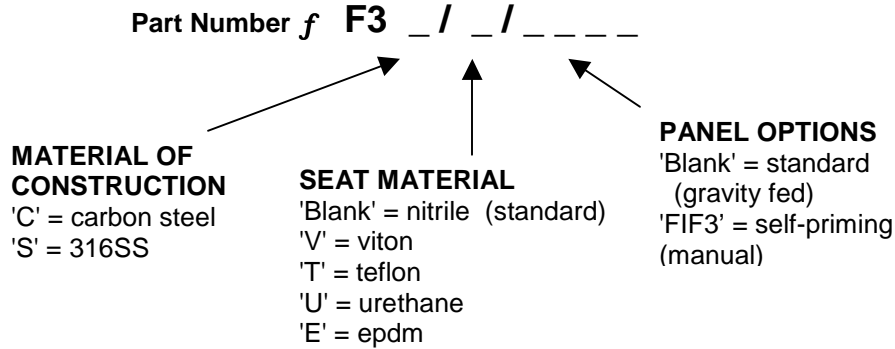 Part Number ƒ F3 _ / _ / _ _ _ _
MATERIAL OF
CONSTRUCTION
'C' = carbon steel
'S' = 316SS
SEAT MATERIAL
'Blank' = nitrile (standard)
'V' = viton
'T' = teflon
'U' = urethane
'E' = epdm
PANEL OPTIONS
'Blank' = standard
(gravity fed)
'FIF3’ = self-priming
(manual)